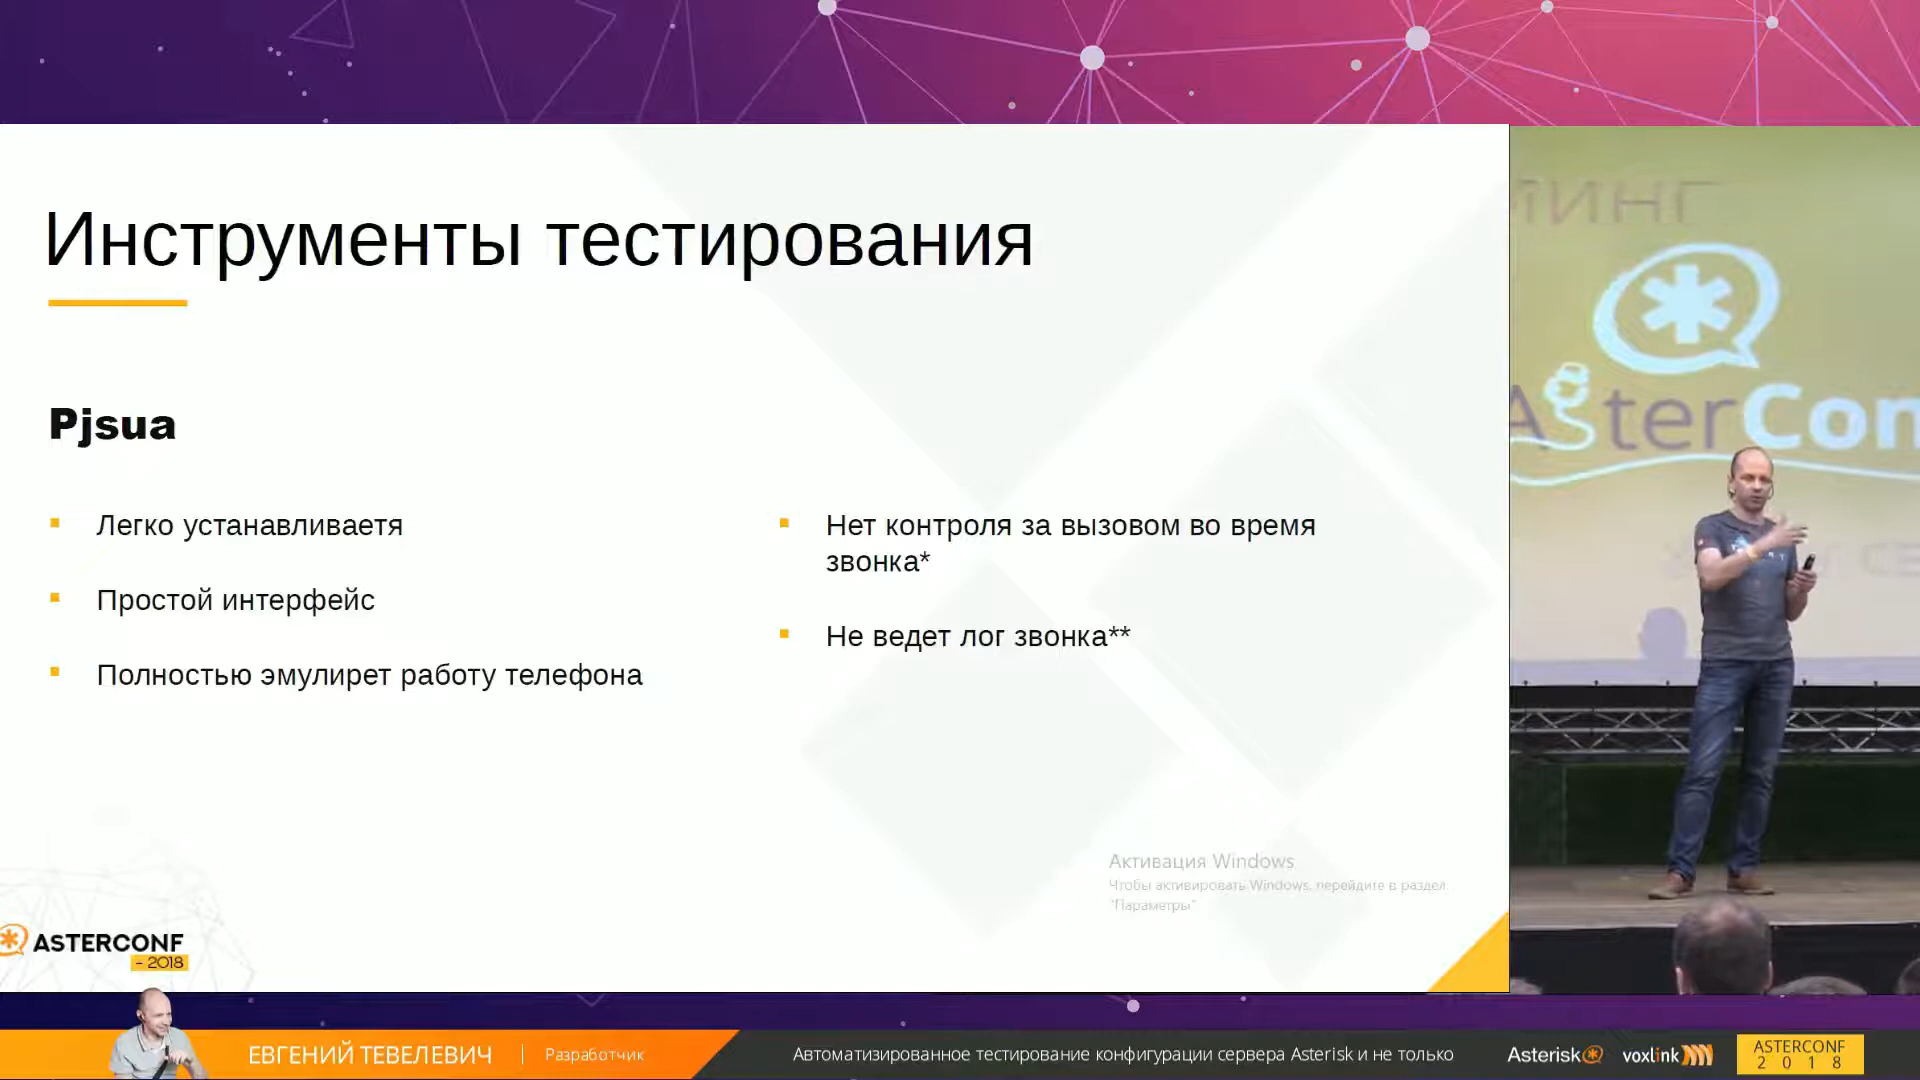 Инструменты тестирования
Pjsua
Легко устанавливаетя
Простой интерфейс
Полностью эмулирет работу телефона
Нет контроля за вызовом во время
звонка*
Не ведет лог звонка**
Активация Windows
Чтобы активировать Windows, перейдите в раздел
"Параметры"
ASTERCONF
- 2018
МИНГ
AsterCon
ЕВГЕНИЙ ТЕВЕЛЕВИЧ
Разработчик
Автоматизированное тестирование конфигурации сервера Asterisk и не только
Asterisk
voxlink
ASTERCONF
2 0 1 8